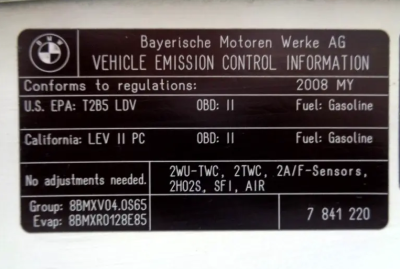 BMW
Bayerische Motoren Werke AG
VEHICLE EMISSION CONTROL INFORMATION
Conforms to regulations: 2008 MY
U.S. EPA: T2B5 LDV OBD: II Fuel: Gasoline
California: LEV II PC OBD: II Fuel: Gasoline
No adjustments needed.
2WU-TWC, 2TWC, 2A/F-Sensors,
2HO2S, SFI, AIR
Group: 8BMXV04.0S65
Evap: 8BMXR0128E85
7 841 220